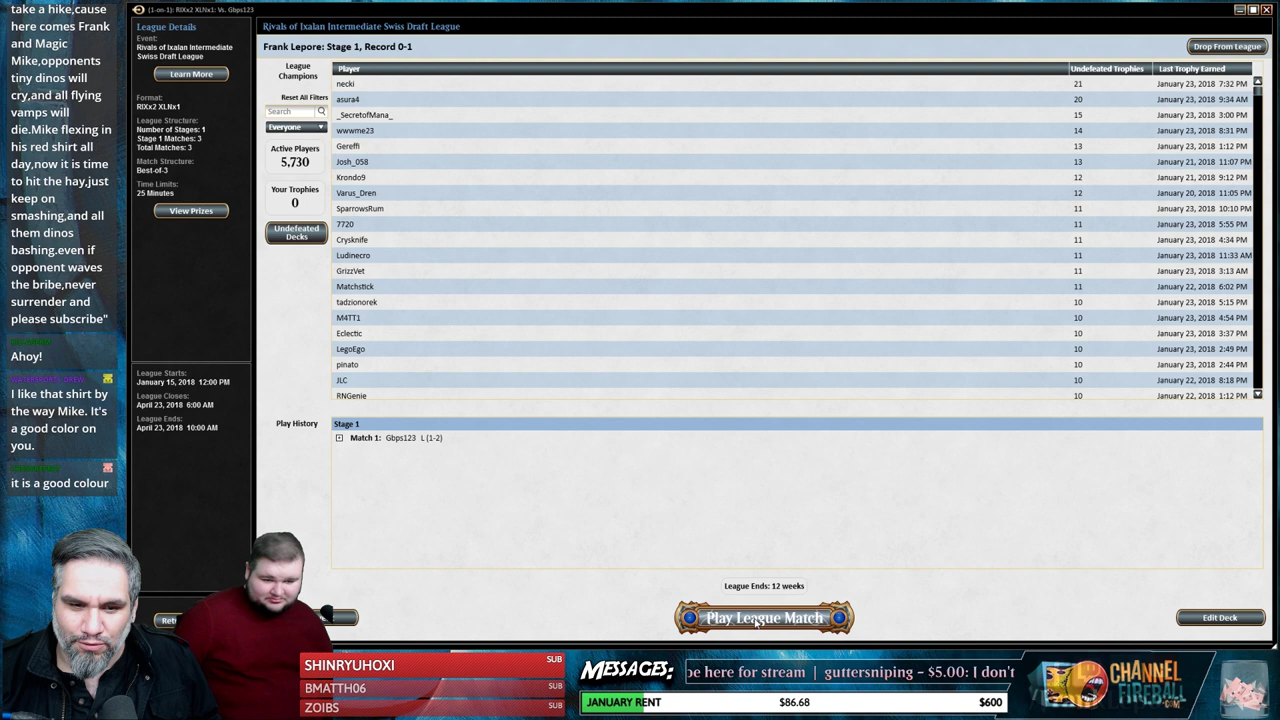 take a hike,cause
here comes Frank
and Magic
Mike,opponents
tiny dinos will
cry,and all flying
vamps will
die.Mike flexing in
his red shirt all
day,now it is time
to hit the hay,just
keep on
smashing,and all
them dinos
bashing.even if
opponent waves
the bribe,never
surrender and
please subscribe"
Ahoy!
I like that shirt by
the way Mike. It's
a good color on
you.
it is a good colour
(1-on-1): RIXx2 XLNx1: Vs. Gbps123
League Details
Event:
Rivals of Ixalan Intermediate
Swiss Draft League
Learn More
Format:
RIXx2 XLNx1
League Structure:
Number of Stages: 1
Stage 1 Matches: 3
Total Matches: 3
Match Structure:
Best-of-3
Time Limits:
25 Minutes
View Prizes
League Starts:
January 15, 2018 12:00 PM
League Closes:
April 23, 2018 6:00 AM
League Ends:
April 23, 2018 10:00 AM
Rivals of Ixalan Intermediate Swiss Draft League
Frank Lepore: Stage 1, Record 0-1
Drop From League
League
Champions
Reset All Filters
Search
Everyone
Active Players
5,730
Your Trophies
0
Undefeated
Decks
Player Undefeated Trophies Last Trophy Earned
necki 21 January 23, 2018 7:32 PM
asura4 20 January 23, 2018 9:34 AM
_SecretofMana_ 15 January 23, 2018 3:00 PM
wwwme23 14 January 23, 2018 8:31 PM
Gereffi 13 January 23, 2018 1:12 PM
Josh_058 13 January 21, 2018 11:07 PM
Krondo9 12 January 21, 2018 9:12 PM
Varus_Dren 12 January 20, 2018 11:05 PM
SparrowsRum 11 January 23, 2018 10:10 PM
7720 11 January 23, 2018 5:55 PM
Crysknife 11 January 23, 2018 4:34 PM
Ludinecro 11 January 23, 2018 11:33 AM
GrizzVet 11 January 23, 2018 3:13 AM
Matchstick 11 January 22, 2018 6:02 PM
tadzionorek 10 January 23, 2018 5:15 PM
M4TT1 10 January 23, 2018 4:54 PM
Eclectic 10 January 23, 2018 3:37 PM
LegoEgo 10 January 23, 2018 2:49 PM
pinato 10 January 23, 2018 2:44 PM
JLC 10 January 22, 2018 8:18 PM
RNGenie 10 January 22, 2018 1:12 PM
Play History
Stage 1
Match 1: Gbps123 L (1-2)
League Ends: 12 weeks
Play League Match
Edit Deck
SHINRYUHOXI SUB
BMATTH06 SUB
ZOIBS SUB
MESSAGES:
be here for stream | guttersniping – $5.00: I don't
JANUARY RENT $86.68 $600
CHANNEL
FIREBALL
.COM